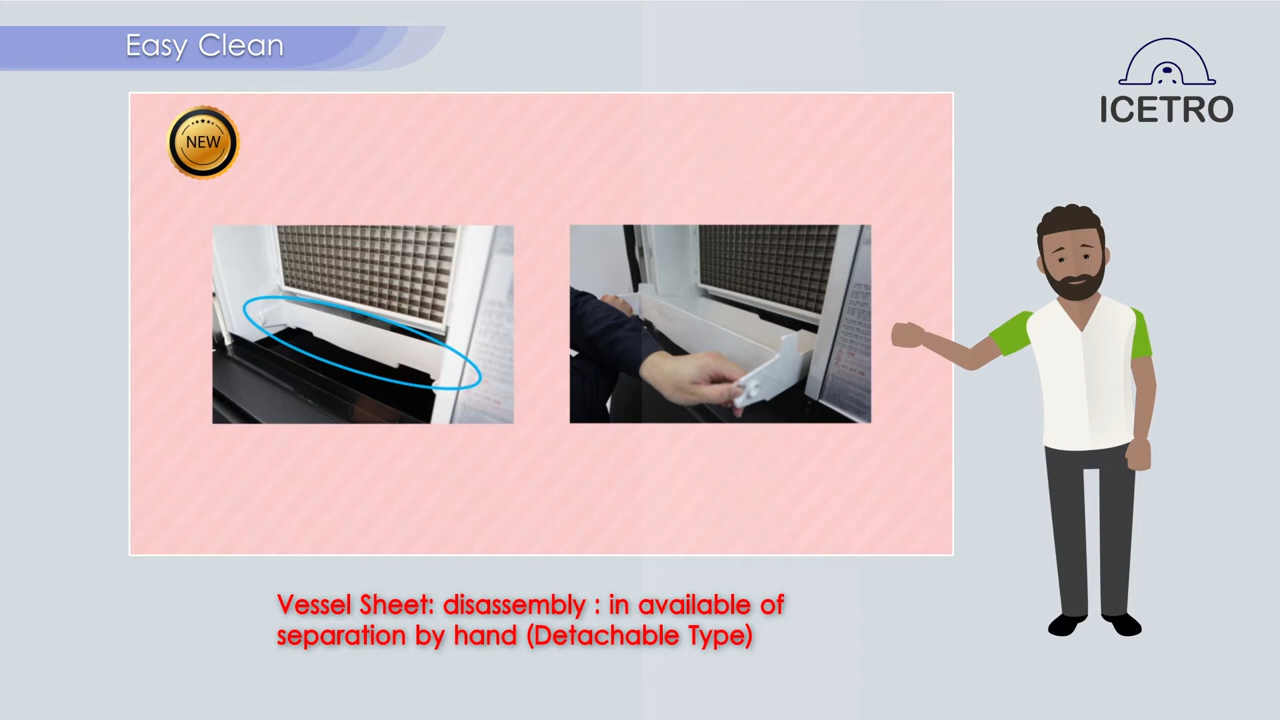 Easy Clean
ICETRO
NEW
Vessel Sheet: disassembly : in available of
separation by hand (Detachable Type)